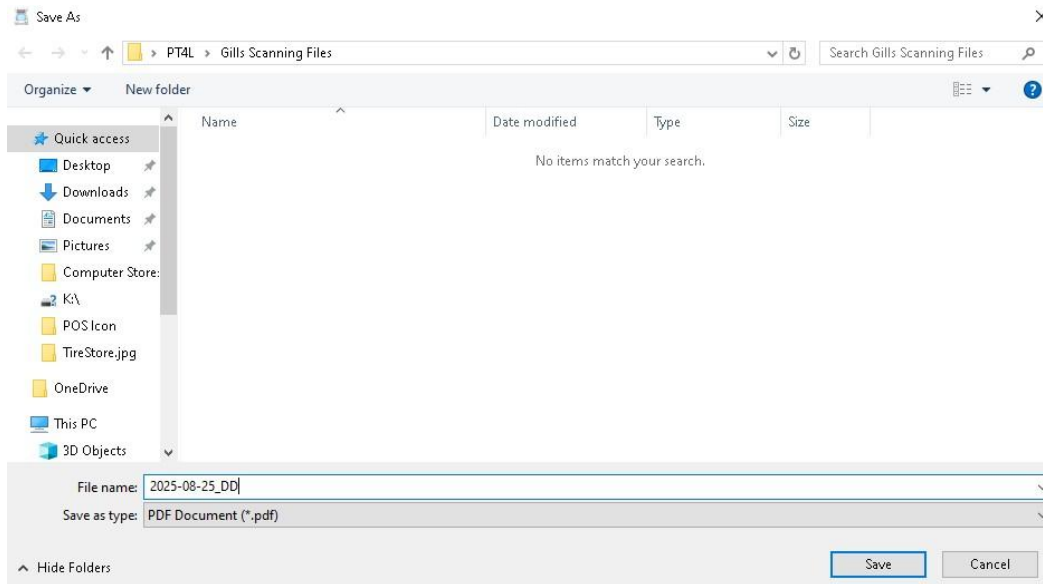 Save As
PT4L > Gills Scanning Files
Search Gills Scanning Files
Organize
New folder
Name
Date modified
Type
Size
No items match your search.
Quick access
Desktop
Downloads
Documents
Pictures
Computer Store:
K:\
POS Icon
TireStore.jpg
OneDrive
This PC
3D Objects
File name: 2025-08-25_DD
Save as type: PDF Document (*.pdf)
Hide Folders
Save
Cancel